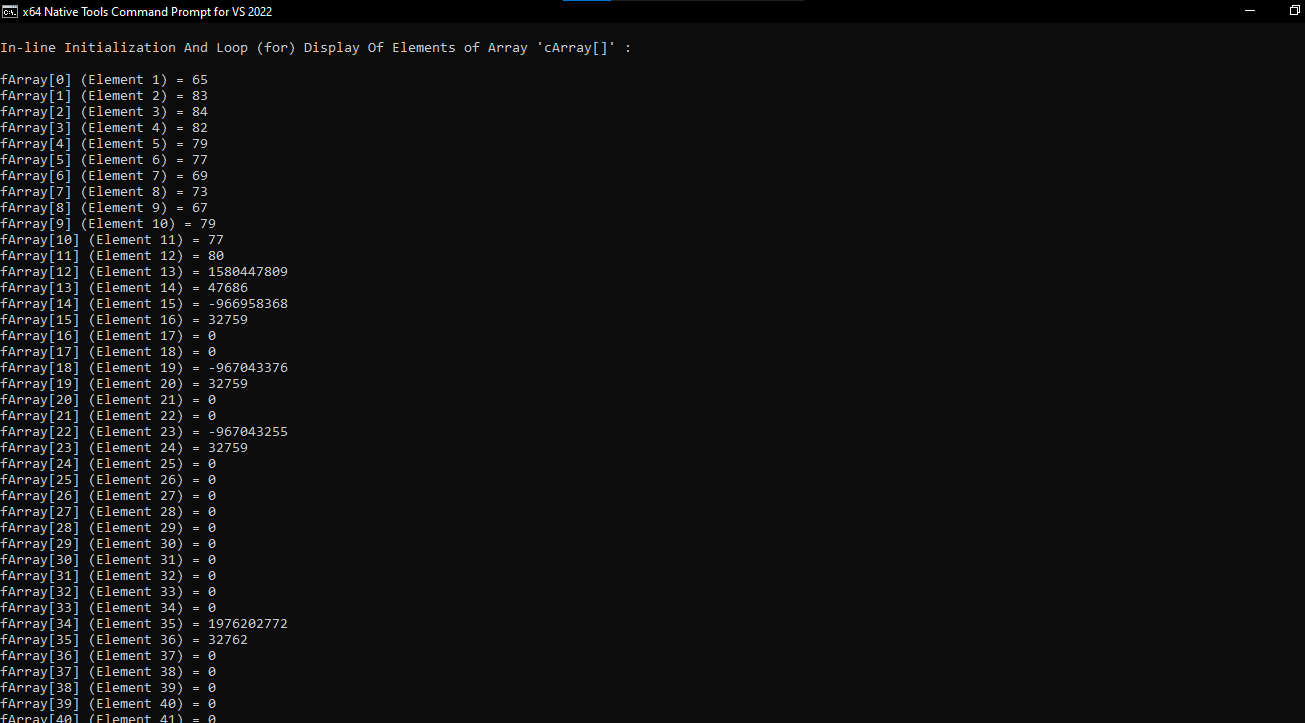 x64 Native Tools Command Prompt for VS 2022
In-line Initialization And Loop (for) Display Of Elements of Array 'cArray[]' :
fArray[0] (Element 1) = 65
fArray[1] (Element 2) = 83
fArray[2] (Element 3) = 84
fArray[3] (Element 4) = 82
fArray[4] (Element 5) = 79
fArray[5] (Element 6) = 77
fArray[6] (Element 7) = 69
fArray[7] (Element 8) = 73
fArray[8] (Element 9) = 67
fArray[9] (Element 10) = 79
fArray[10] (Element 11) = 77
fArray[11] (Element 12) = 80
fArray[12] (Element 13) = 1580447809
fArray[13] (Element 14) = 47686
fArray[14] (Element 15) = -966958368
fArray[15] (Element 16) = 32759
fArray[16] (Element 17) = 0
fArray[17] (Element 18) = 0
fArray[18] (Element 19) = -967043376
fArray[19] (Element 20) = 32759
fArray[20] (Element 21) = 0
fArray[21] (Element 22) = 0
fArray[22] (Element 23) = -967043255
fArray[23] (Element 24) = 32759
fArray[24] (Element 25) = 0
fArray[25] (Element 26) = 0
fArray[26] (Element 27) = 0
fArray[27] (Element 28) = 0
fArray[28] (Element 29) = 0
fArray[29] (Element 30) = 0
fArray[30] (Element 31) = 0
fArray[31] (Element 32) = 0
fArray[32] (Element 33) = 0
fArray[33] (Element 34) = 0
fArray[34] (Element 35) = 1976202772
fArray[35] (Element 36) = 32762
fArray[36] (Element 37) = 0
fArray[37] (Element 38) = 0
fArray[38] (Element 39) = 0
fArray[39] (Element 40) = 0
fArray[40] (Element 41) = 0